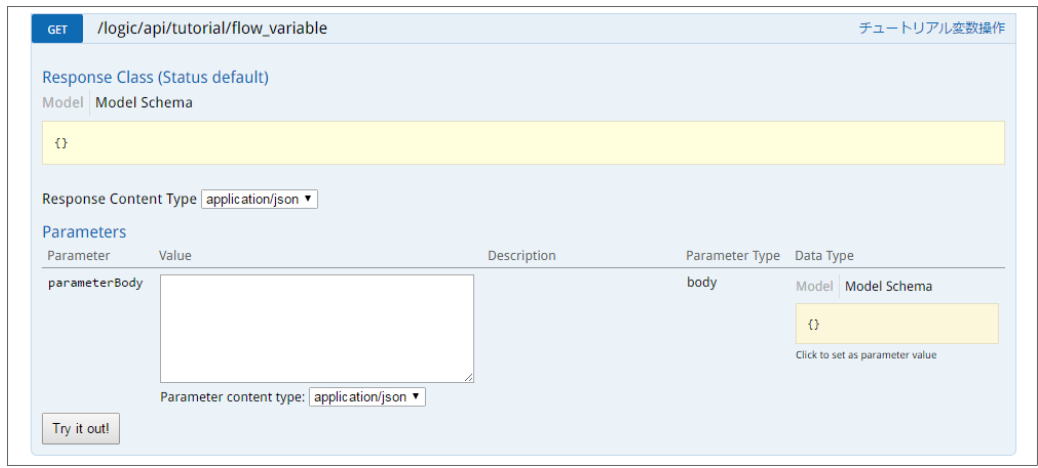 GET /logic/api/tutorial/flow_variable チュートリアル変数操作
Response Class (Status default)
Model Model Schema
{}
Response Content Type application/json ▼
Parameters
Parameter Value Description Parameter Type Data Type
parameterBody body Model Model Schema
{}
Click to set as parameter value
Parameter content type: application/json ▼
Try it out!